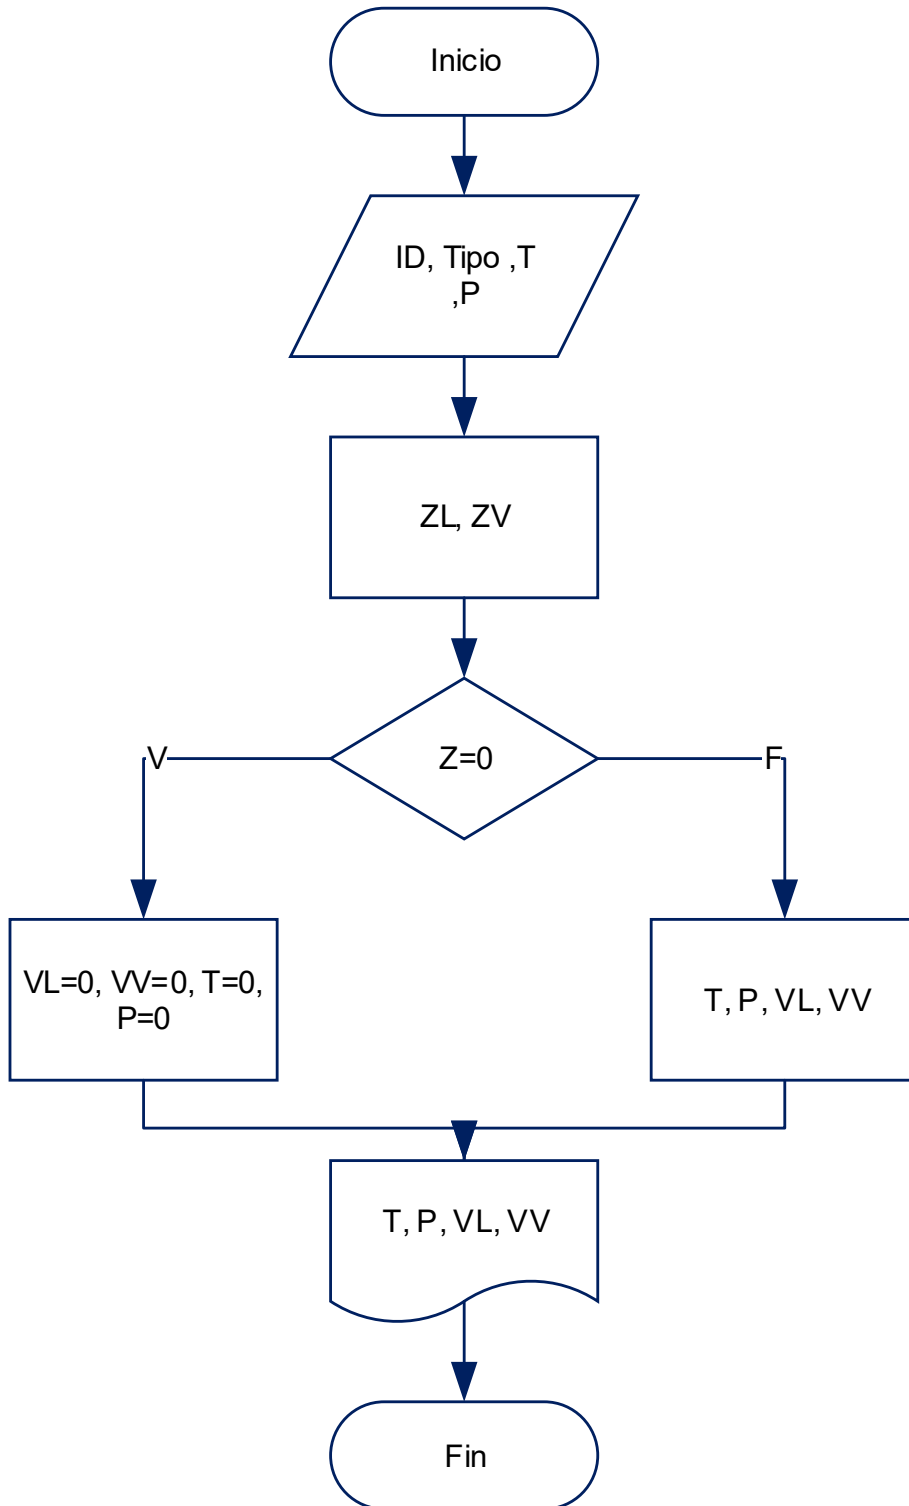 Inicio
ID, Tipo ,T
,P
ZL, ZV
Z=0
V
F
VL=0, VV=0, T=0,
P=0
T, P, VL, VV
T, P, VL, VV
Fin